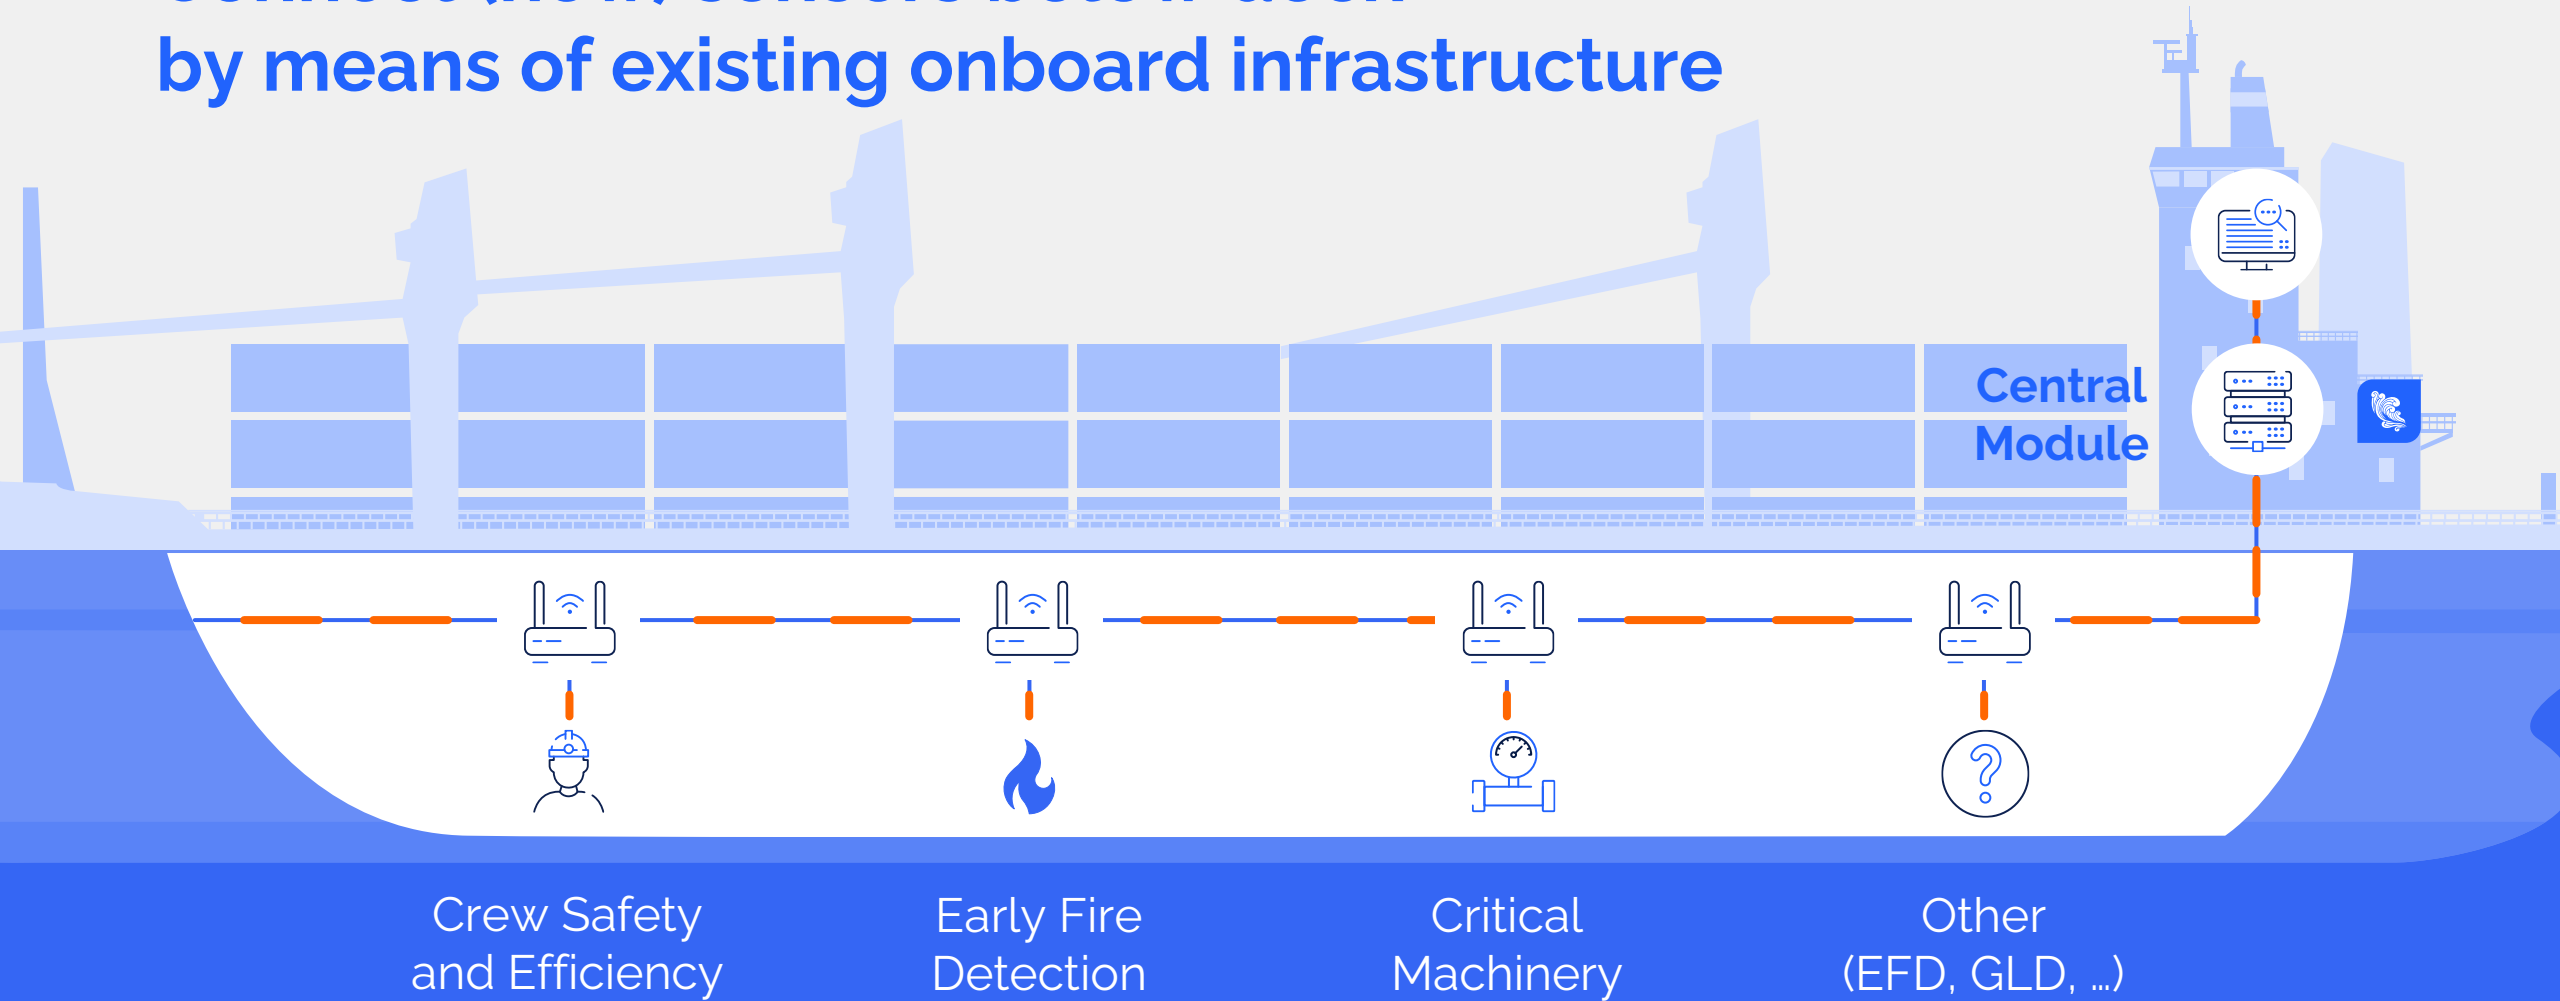 by means of existing onboard infrastructure
Central
Module
Crew Safety
and Efficiency
Early Fire
Detection
Critical
Machinery
Other
(EFD, GLD, ...)